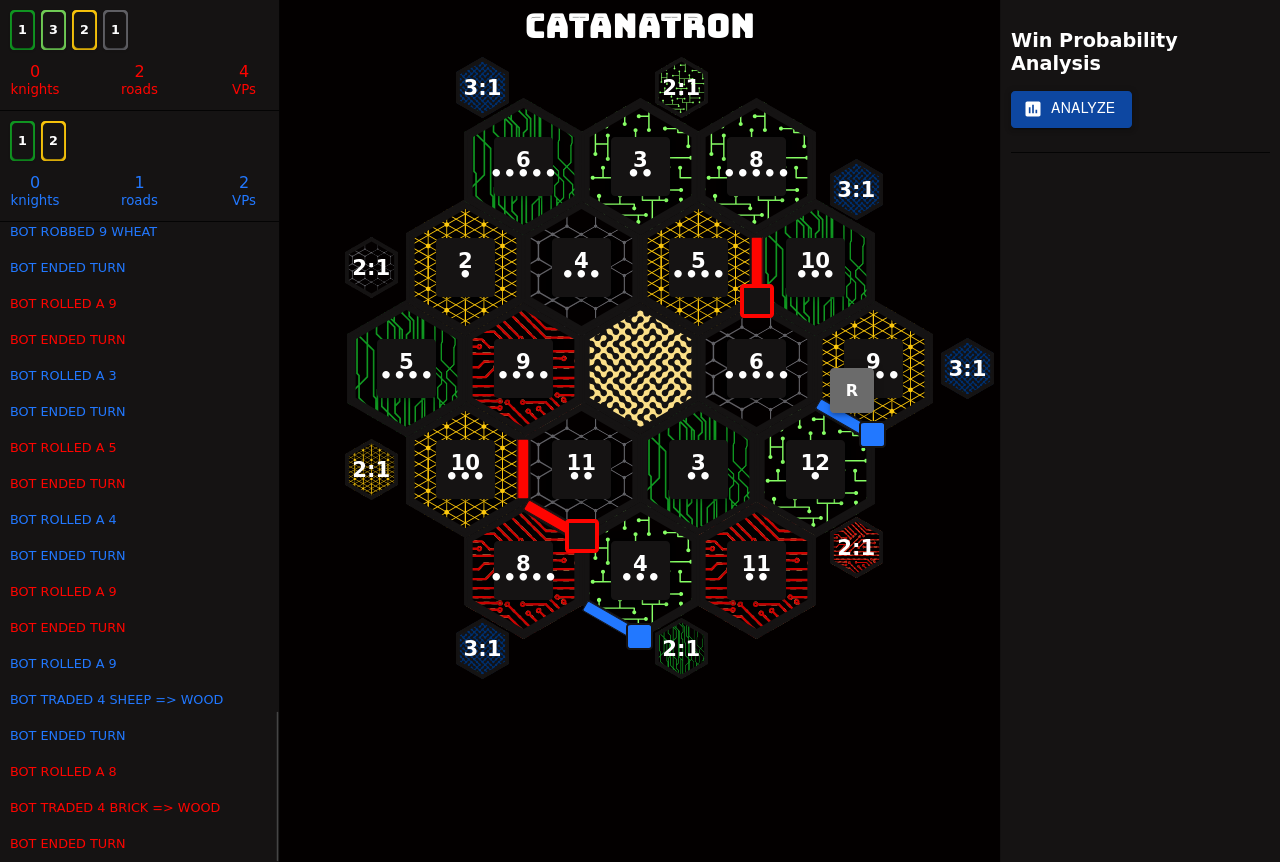 1 3 2 1
0 2 4
knights roads VPs
1 2
0 1 2
knights roads VPs
BOT ROBBED 9 WHEAT
BOT ENDED TURN
BOT ROLLED A 9
BOT ENDED TURN
BOT ROLLED A 3
BOT ENDED TURN
BOT ROLLED A 5
BOT ENDED TURN
BOT ROLLED A 4
BOT ENDED TURN
BOT ROLLED A 9
BOT ENDED TURN
BOT ROLLED A 9
BOT TRADED 4 SHEEP => WOOD
BOT ENDED TURN
BOT ROLLED A 8
BOT TRADED 4 BRICK => WOOD
BOT ENDED TURN
CATANATRON
3:1 2:1
6 3 8
3:1
2:1 2 4 5 10
5 9 6 9 3:1
R
2:1 10 11 3 12
2:1
8 4 11
3:1 2:1
Win Probability
Analysis
ANALYZE